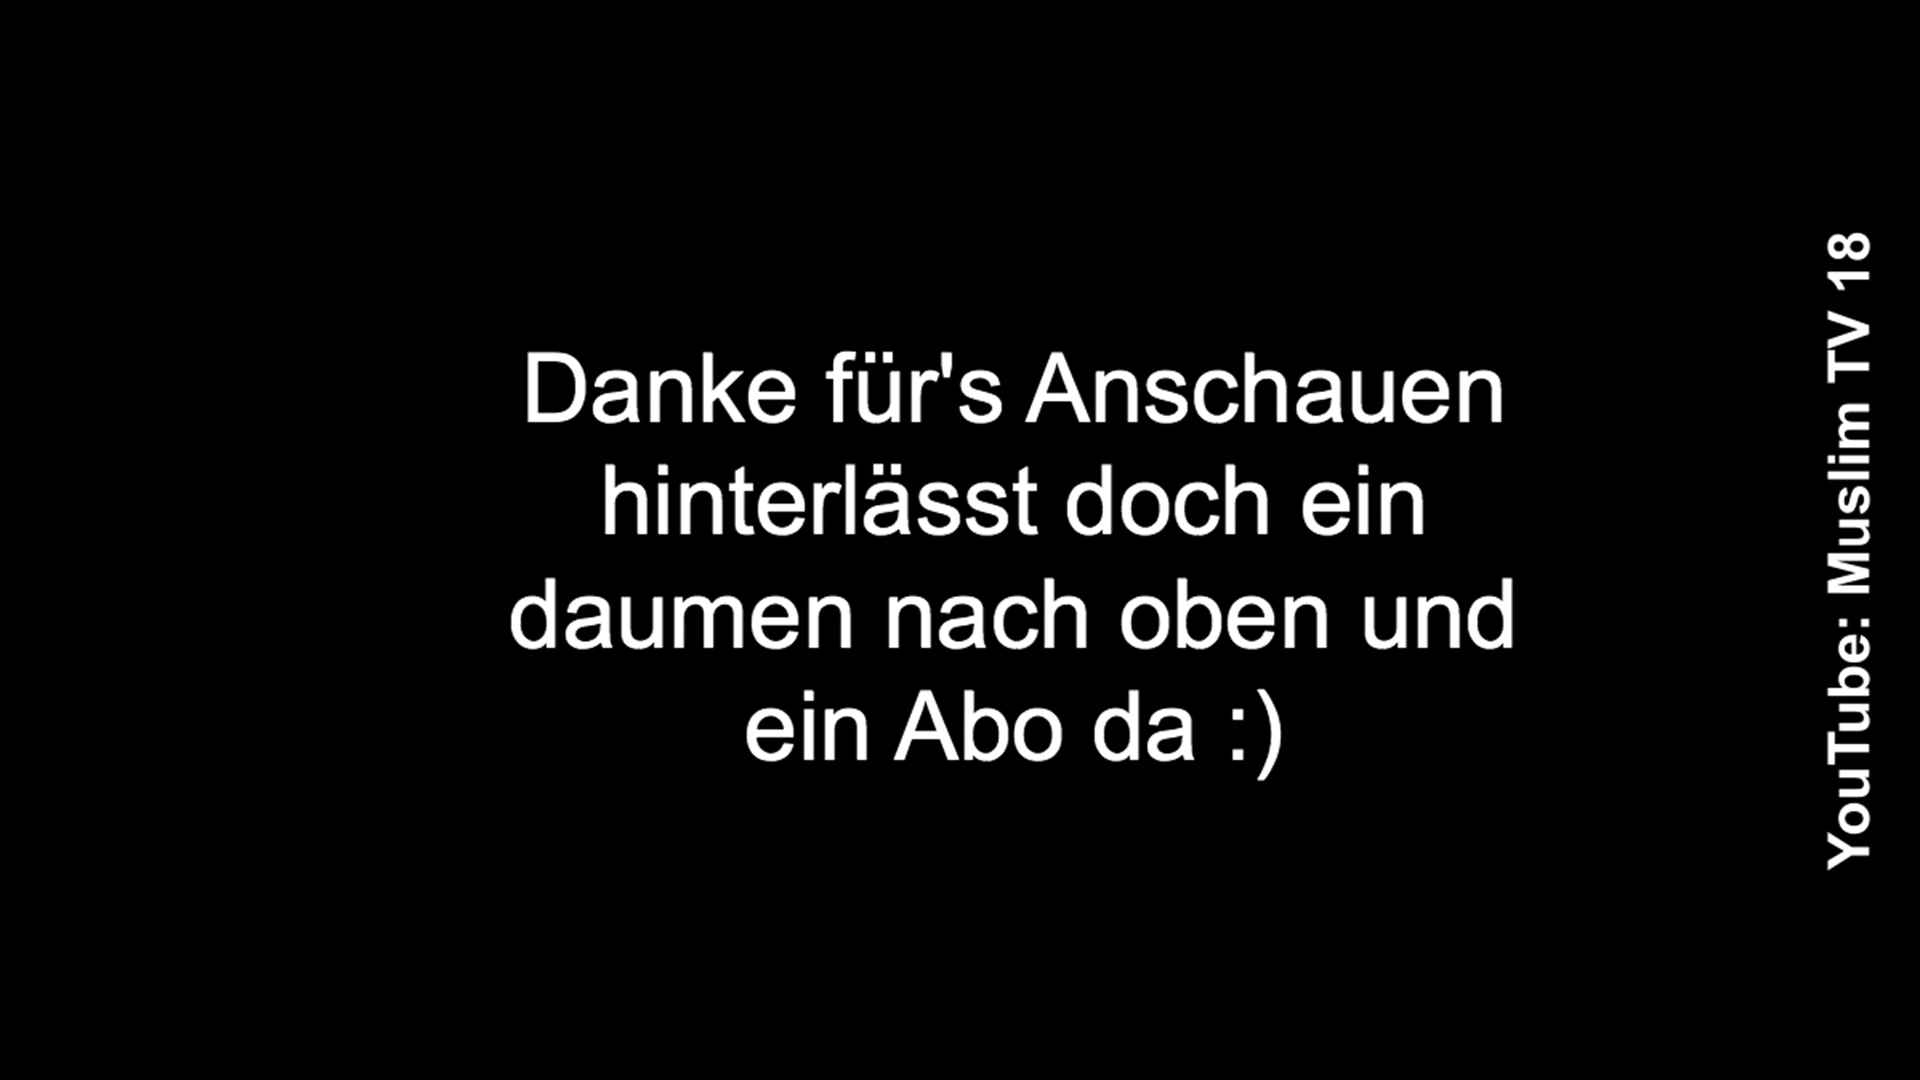 Danke für's Anschauen
hinterlässt doch ein
daumen nach oben und
ein Abo da :)
YouTube: Muslim TV 18